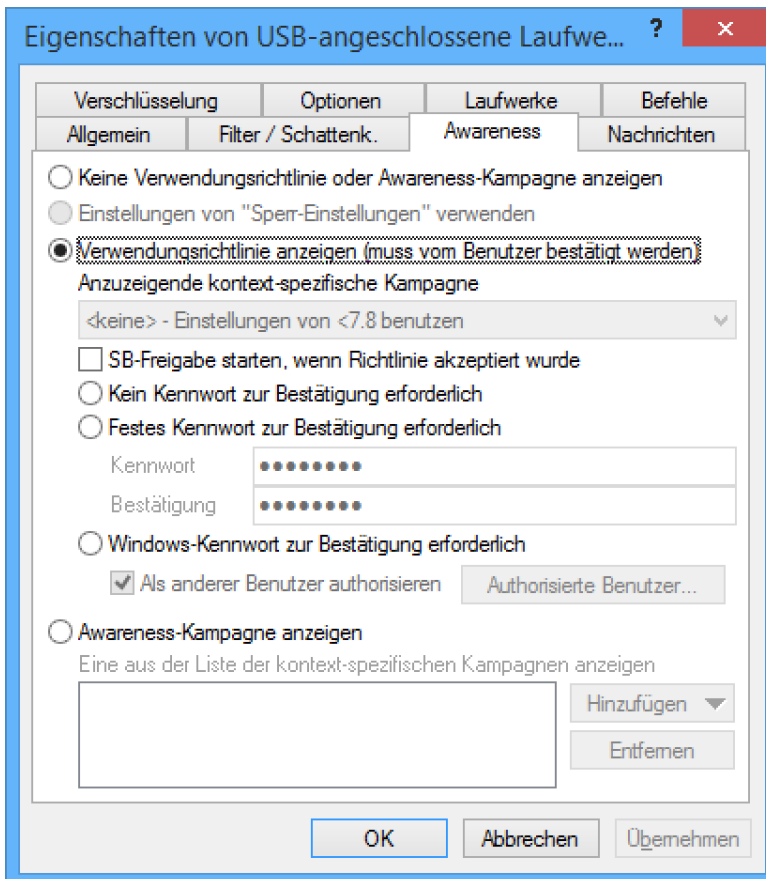 Eigenschaften von USB-angeschlossene Laufwe... ? ×
Verschlüsselung Optionen Laufwerke Befehle
Allgemein Filter / Schattenk. Awareness Nachrichten
Keine Verwendungsrichtlinie oder Awareness-Kampagne anzeigen
Einstellungen von "Sperr-Einstellungen" verwenden
Verwendungsrichtlinie anzeigen (muss vom Benutzer bestätigt werden)
Anzuzeigende kontext-spezifische Kampagne
<keine> - Einstellungen von <7.8 benutzen
SB-Freigabe starten, wenn Richtlinie akzeptiert wurde
Kein Kennwort zur Bestätigung erforderlich
Festes Kennwort zur Bestätigung erforderlich
Kennwort ●●●●●●●●
Bestätigung ●●●●●●●●
Windows-Kennwort zur Bestätigung erforderlich
Als anderer Benutzer authorisieren Authorisierte Benutzer...
Awareness-Kampagne anzeigen
Eine aus der Liste der kontext-spezifischen Kampagnen anzeigen
Hinzufügen
Entfernen
OK Abbrechen Übernehmen